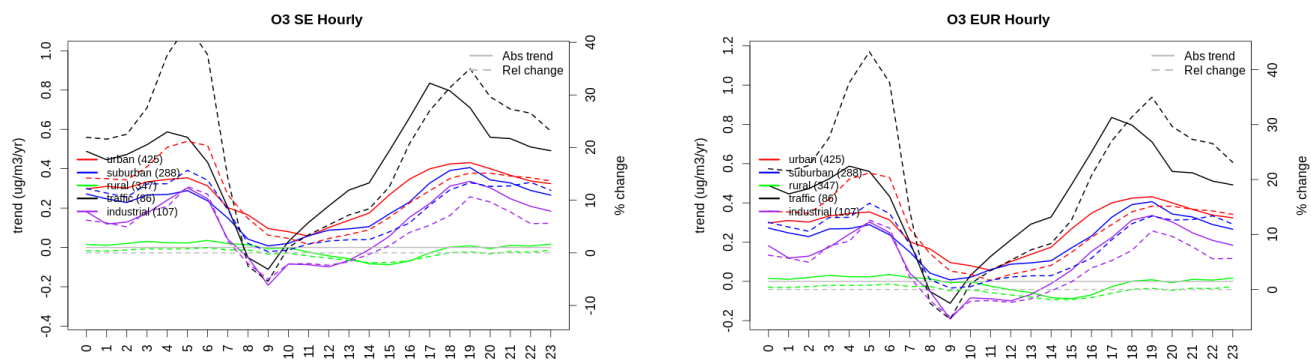 O3 SE Hourly
trend (ug/m3/yr)
-0.4 -0.2 0.0 0.2 0.4 0.6 0.8 1.0
Abs trend
Rel change
urban (425)
suburban (288)
rural (347)
traffic (86)
industrial (107)
-10 0 10 20 30 40
% change
0 1 2 3 4 5 6 7 8 9 10 11 12 13 14 15 16 17 18 19 20 21 22 23
O3 EUR Hourly
trend (ug/m3/yr)
-0.2 0.0 0.2 0.4 0.6 0.8 1.0 1.2
Abs trend
Rel change
urban (425)
suburban (288)
rural (347)
traffic (86)
industrial (107)
0 10 20 30 40
% change
0 1 2 3 4 5 6 7 8 9 10 11 12 13 14 15 16 17 18 19 20 21 22 23